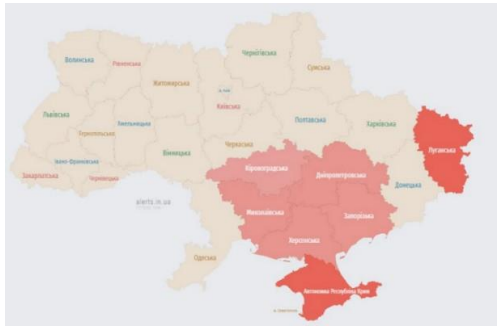 Чернігівська
Волинська
Рівненська
Сумська
Житомирська
Київська
Львівська
Тернопільська
Хмельницька
Полтавська
Харківська
Вінницька
Черкаська
Луганська
Івано-Франківська
Закарпатська
Чернівецька
Кіровоградська
Дніпропетровська
Донецька
alerts.in.ua
Миколаївська
Запорізька
Херсонська
Одеська
Автономна Республіка Крим